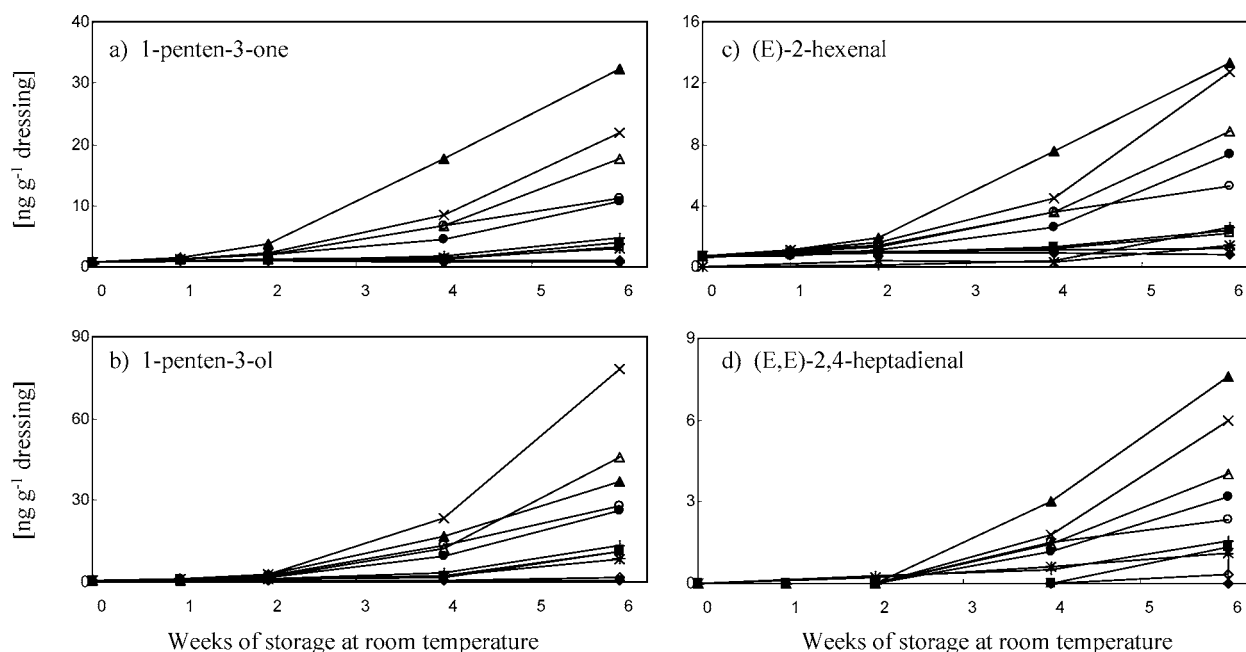 a) 1-penten-3-one
40
30
20
10
0
0 1 2 3 4 5 6
c) (E)-2-hexenal
16
12
8
4
0
0 1 2 3 4 5 6
[ng g⁻¹ dressing]
b) 1-penten-3-ol
90
60
30
0
0 1 2 3 4 5 6
d) (E,E)-2,4-heptadienal
9
6
3
0
0 1 2 3 4 5 6
[ng g⁻¹ dressing]
Weeks of storage at room temperature
Weeks of storage at room temperature